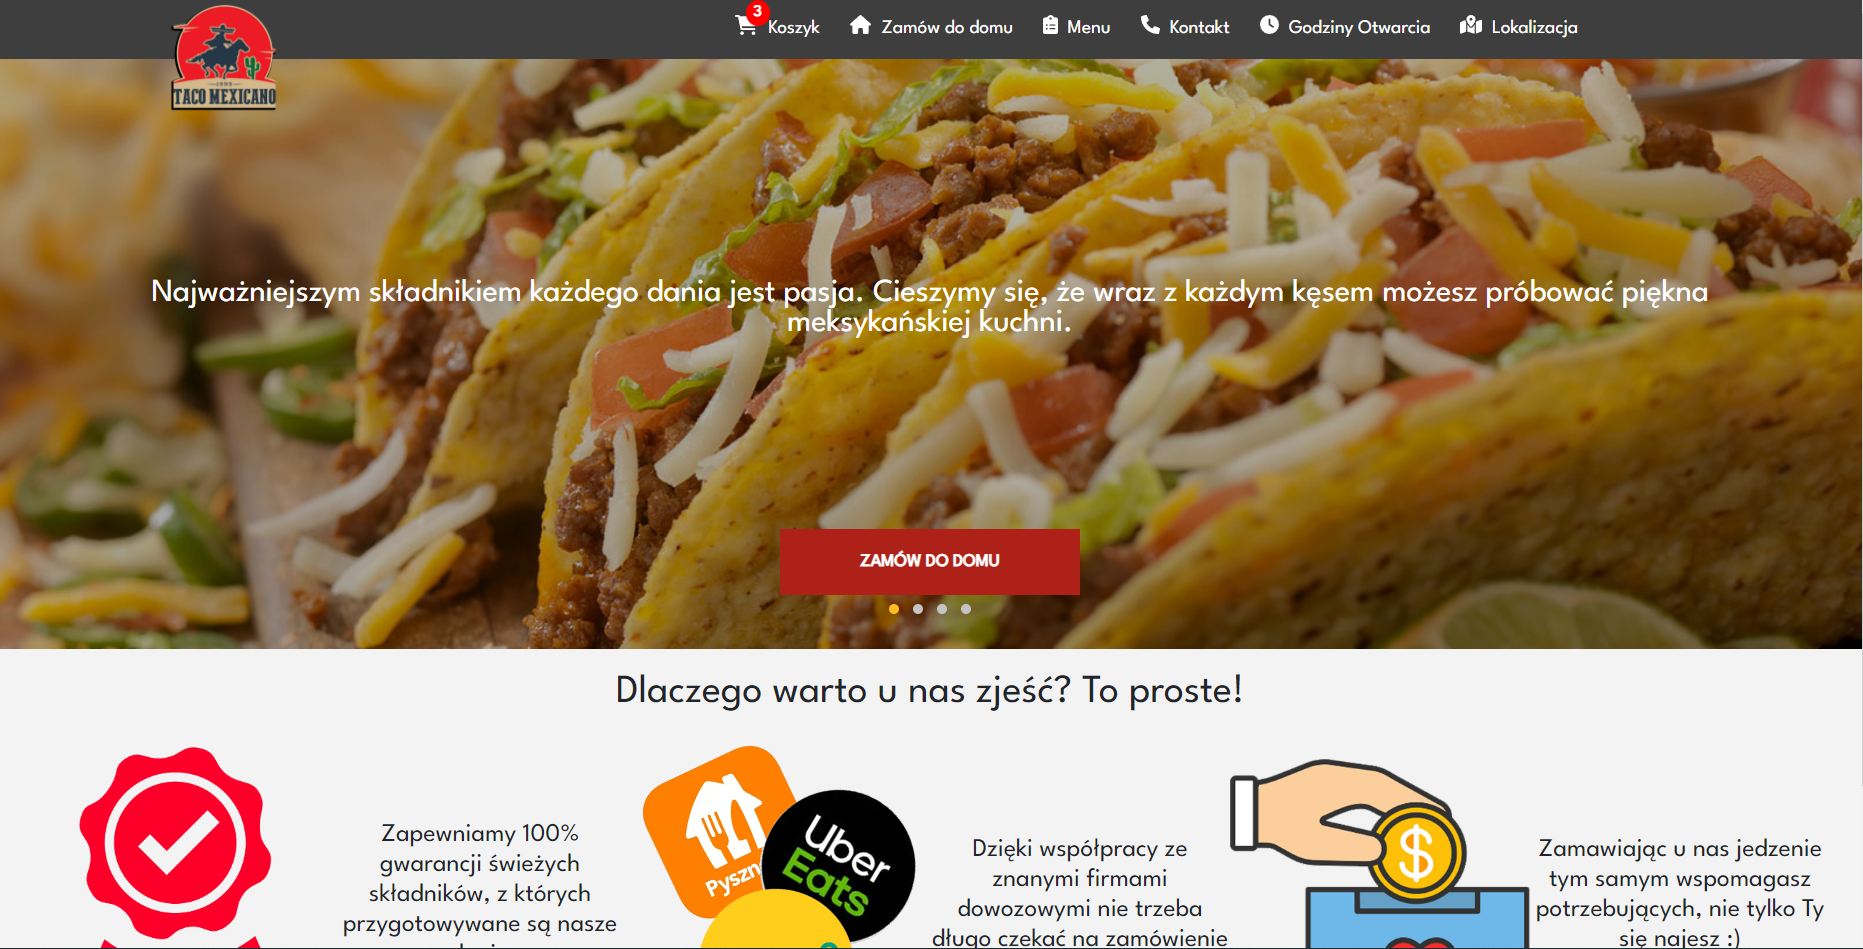 3
Koszyk
Zamów do domu
Menu
Kontakt
Godziny Otwarcia
Lokalizacja
TACO MEXICANO
Najważniejszym składnikiem każdego dania jest pasja. Cieszymy się, że wraz z każdym kęsem możesz próbować piękna
meksykańskiej kuchni.
ZAMÓW DO DOMU
Dlaczego warto u nas zjeść? To proste!
Zapewniamy 100%
gwarancji świeżych
składników, z których
przygotowywane są nasze
Uber
Eats
Dzięki współpracy ze
znanymi firmami
dowozowymi nie trzeba
długo czekać na zamówienie
$
Zamawiając u nas jedzenie
tym samym wspomagasz
potrzebujących, nie tylko Ty
się najesz :)